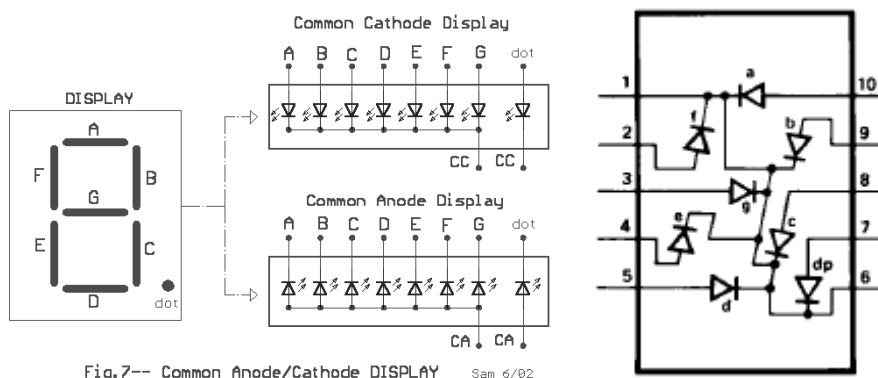 Common Cathode Display
A B C D E F G dot
CC CC
DISPLAY
A
F
B
G
E
C
D
dot
Common Anode Display
A B C D E F G dot
CA CA
Fig.7-- Common Anode/Cathode DISPLAY Sam 6/02
1 a 10
2 f b 9
3 g 8
4 e c 7
5 d dp 6